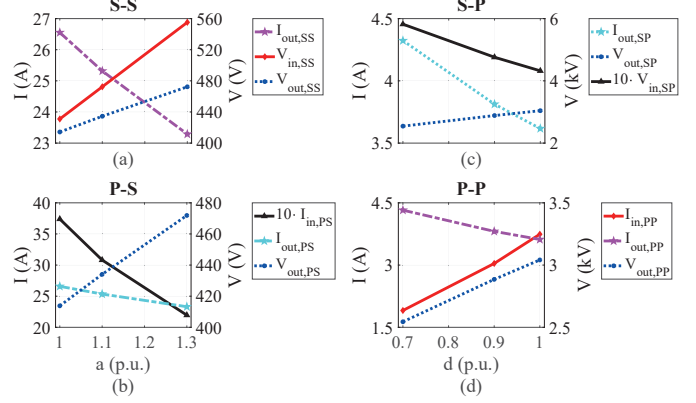 S-S
27
26
25
24
23
I (A)
560
520
480
440
400
V (V)
I_out,SS
V_in,SS
V_out,SS
(a)
S-P
4.5
4
3.5
I (A)
6
4
2
V (kV)
I_out,SP
V_out,SP
10· V_in,SP
(c)
P-S
40
35
30
25
20
I (A)
480
460
440
420
400
V (V)
1 1.1 1.2 1.3
a (p.u.)
10· I_in,PS
I_out,PS
V_out,PS
(b)
P-P
4.5
3
1.5
I (A)
3.5
3
2.5
V (kV)
0.7 0.8 0.9 1
d (p.u.)
I_in,PP
I_out,PP
V_out,PP
(d)